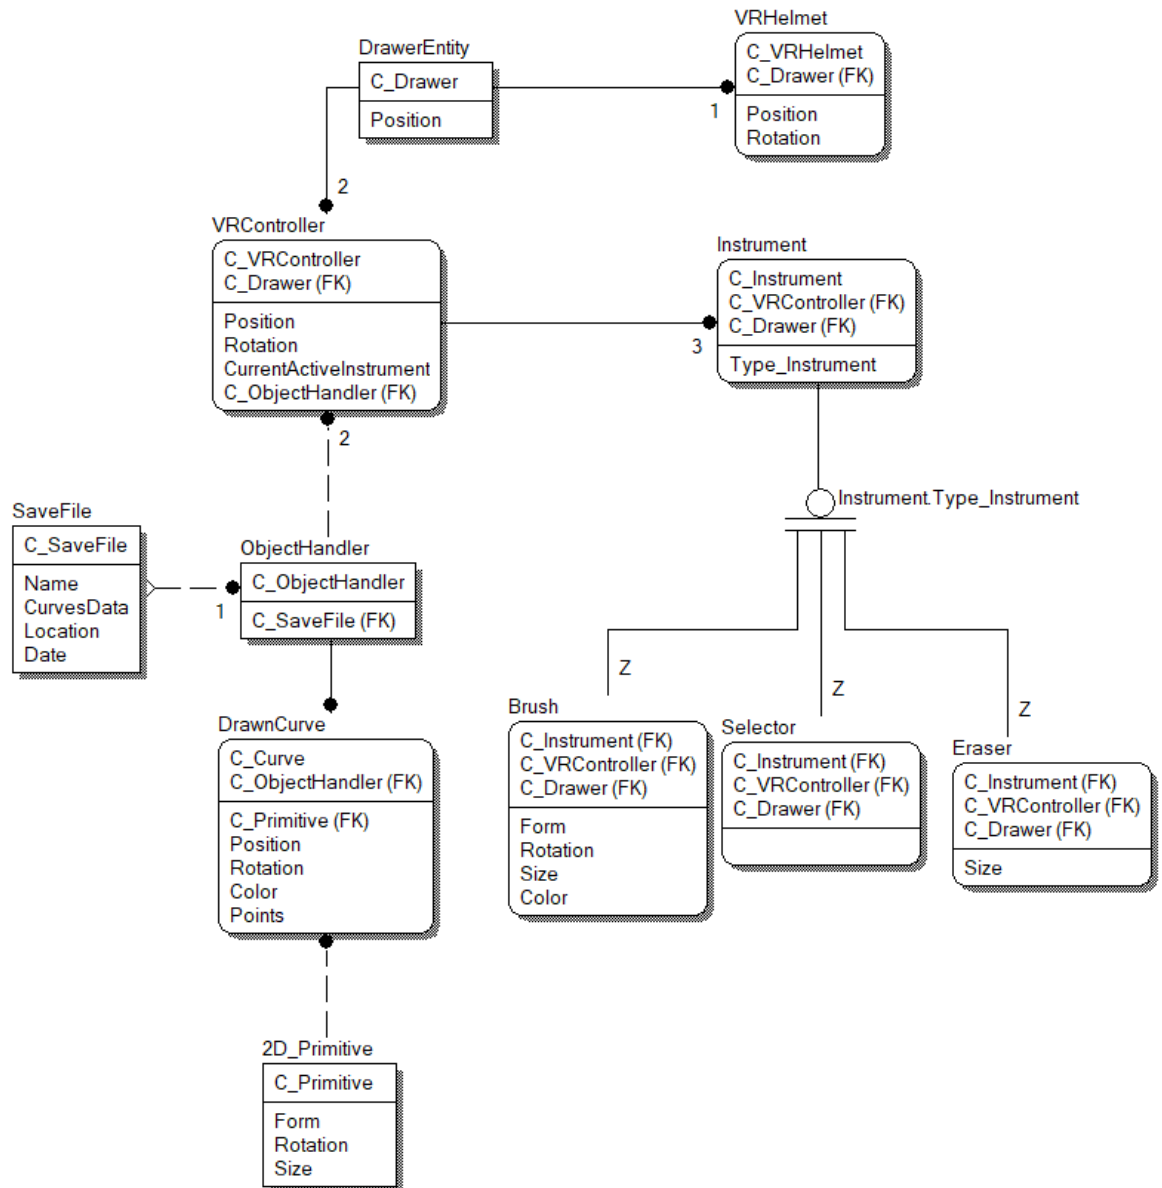 VRHelmet
C_VRHelmet
C_Drawer (FK)
Position
Rotation
1
DrawerEntity
C_Drawer
Position
2
VRController
C_VRController
C_Drawer (FK)
Position
Rotation
CurrentActiveInstrument
C_ObjectHandler (FK)
2
Instrument
C_Instrument
C_VRController (FK)
C_Drawer (FK)
Type_Instrument
3
Instrument.Type_Instrument
SaveFile
C_SaveFile
Name
CurvesData
Location
Date
1
ObjectHandler
C_ObjectHandler
C_SaveFile (FK)
Z
Z
Z
DrawnCurve
C_Curve
C_ObjectHandler (FK)
C_Primitive (FK)
Position
Rotation
Color
Points
Brush
C_Instrument (FK)
C_VRController (FK)
C_Drawer (FK)
Form
Rotation
Size
Color
Selector
C_Instrument (FK)
C_VRController (FK)
C_Drawer (FK)
Eraser
C_Instrument (FK)
C_VRController (FK)
C_Drawer (FK)
Size
2D_Primitive
C_Primitive
Form
Rotation
Size